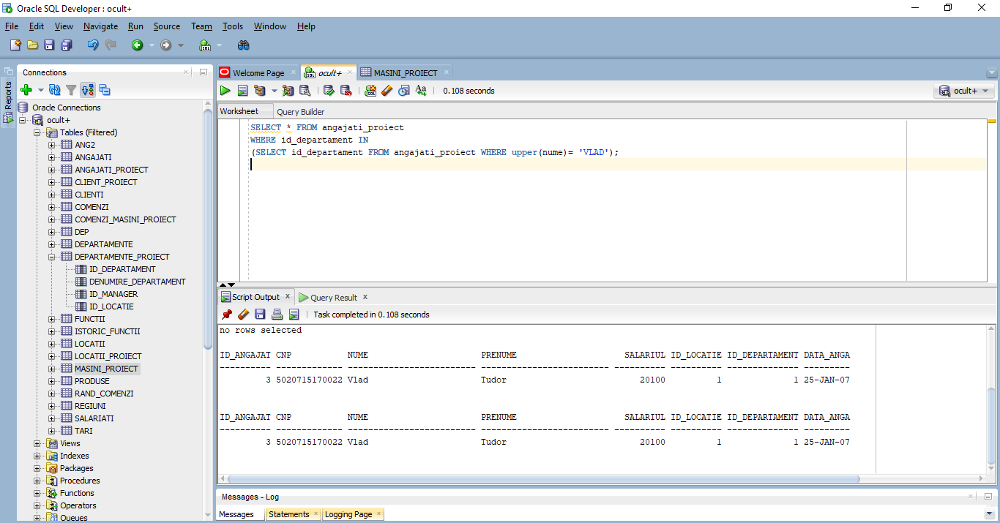 Oracle SQL Developer : ocult+
File Edit View Navigate Run Source Team Tools Window Help
Reports
Connections
Oracle Connections
ocult+
Tables (Filtered)
ANG2
ANGAJATI
ANGAJATI_PROIECT
CLIENT_PROIECT
CLIENTI
COMENZI
COMENZI_MASINI_PROIECT
DEP
DEPARTAMENTE
DEPARTAMENTE_PROIECT
ID_DEPARTAMENT
DENUMIRE_DEPARTAMENT
ID_MANAGER
ID_LOCATIE
FUNCTII
ISTORIC_FUNCTII
LOCATII
LOCATII_PROIECT
MASINI_PROIECT
PRODUSE
RAND_COMENZI
REGIUNI
SALARIATI
TARI
Views
Indexes
Packages
Procedures
Functions
Operators
Queues
Welcome Page ocult+ MASINI_PROIECT
0.108 seconds ocult+
Worksheet Query Builder
SELECT * FROM angajati_proiect
WHERE id_departament IN
(SELECT id_departament FROM angajati_proiect WHERE upper(nume)= 'VLAD');
Script Output x Query Result x
Task completed in 0.108 seconds
no rows selected
ID_ANGAJAT CNP NUME PRENUME SALARIUL ID_LOCATIE ID_DEPARTAMENT DATA_ANGA
---------- ------------- ------------------------- ------------------------- ---------- ---------- -------------- ---------
3 5020715170022 Vlad Tudor 20100 1 1 25-JAN-07
ID_ANGAJAT CNP NUME PRENUME SALARIUL ID_LOCATIE ID_DEPARTAMENT DATA_ANGA
---------- ------------- ------------------------- ------------------------- ---------- ---------- -------------- ---------
3 5020715170022 Vlad Tudor 20100 1 1 25-JAN-07
Messages - Log
Messages Statements Logging Page